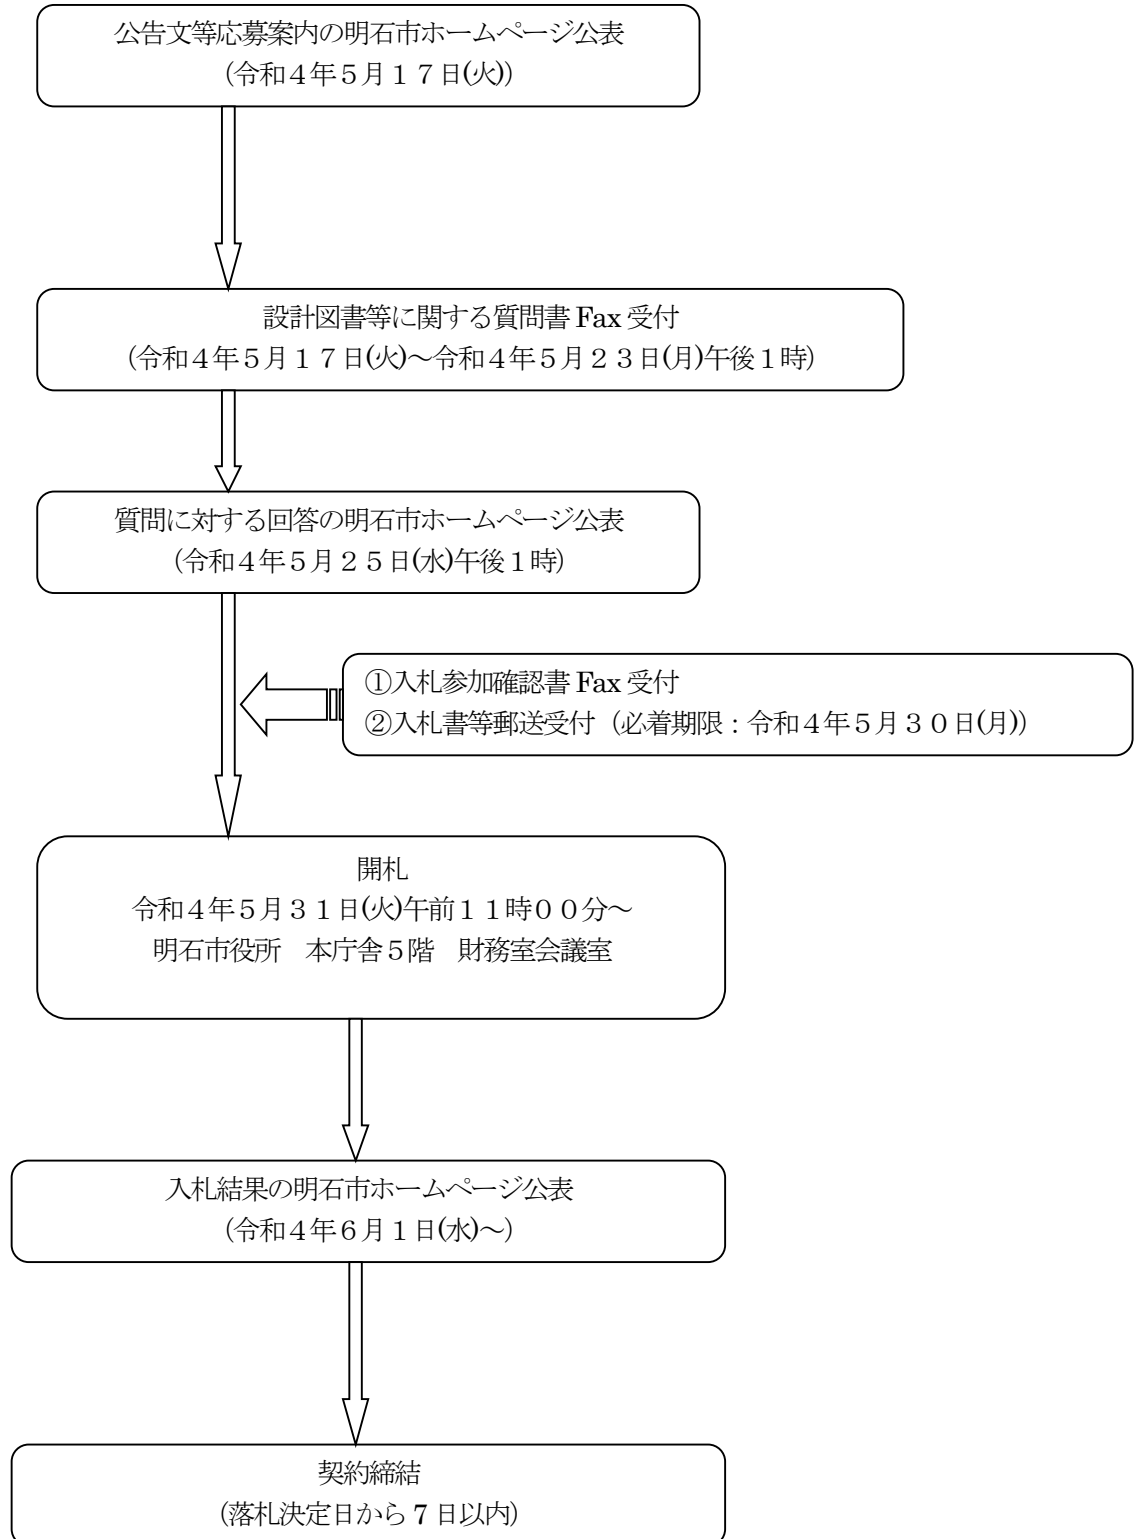 公告文等応募案内の明石市ホームページ公表
（令和４年５月１７日(火)）
設計図書等に関する質問書 Fax 受付
（令和４年５月１７日(火)～令和４年５月２３日(月)午後１時）
質問に対する回答の明石市ホームページ公表
（令和４年５月２５日(水)午後１時）
①入札参加確認書 Fax 受付
②入札書等郵送受付（必着期限：令和４年５月３０日(月)）
開札
令和４年５月３１日(火)午前１１時００分～
明石市役所　本庁舎５階　財務室会議室
入札結果の明石市ホームページ公表
（令和４年６月１日(水)～）
契約締結
（落札決定日から 7 日以内）